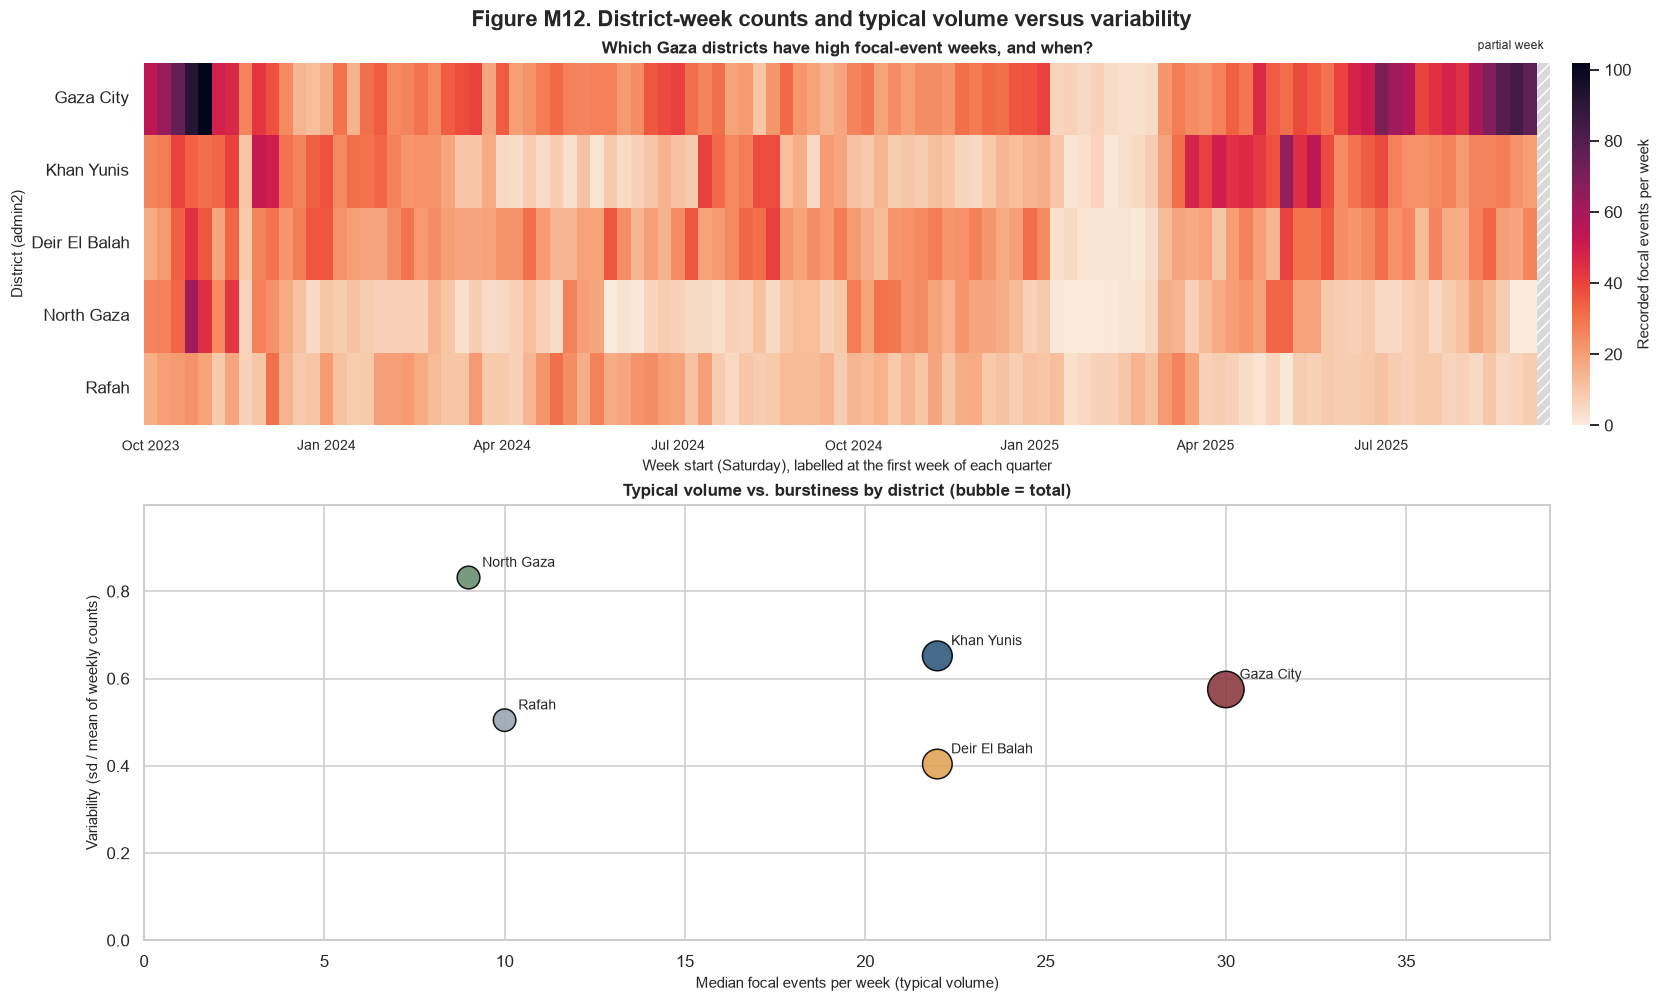 Figure M12. District-week counts and typical volume versus variability
Which Gaza districts have high focal-event weeks, and when?
partial week
District (admin2)
Gaza City
Khan Yunis
Deir El Balah
North Gaza
Rafah
Oct 2023 Jan 2024 Apr 2024 Jul 2024 Oct 2024 Jan 2025 Apr 2025 Jul 2025
Week start (Saturday), labelled at the first week of each quarter
100
80
60
40
20
0
Recorded focal events per week
Typical volume vs. burstiness by district (bubble = total)
Variability (sd / mean of weekly counts)
0.8
0.6
0.4
0.2
0.0
North Gaza
Khan Yunis
Gaza City
Rafah
Deir El Balah
0 5 10 15 20 25 30 35
Median focal events per week (typical volume)